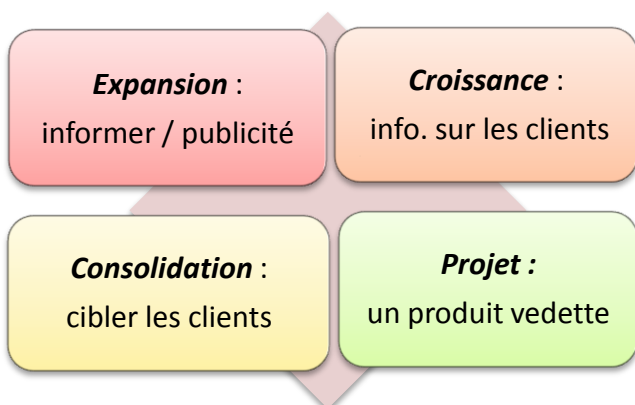 Expansion :
informer / publicité
Croissance :
info. sur les clients
Consolidation :
cibler les clients
Projet :
un produit vedette